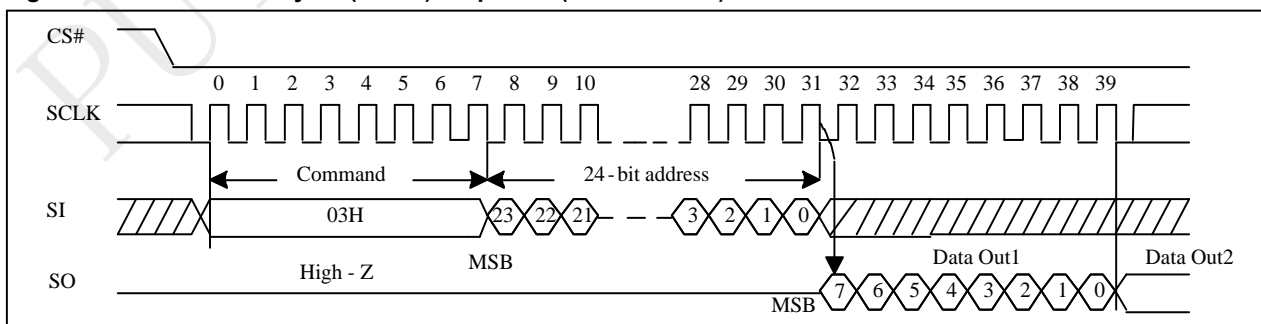 CS#
0 1 2 3 4 5 6 7 8 9 10 28 29 30 31 32 33 34 35 36 37 38 39
SCLK
Command 24-bit address
SI 03H 23 22 21 3 2 1 0
High - Z MSB Data Out1 Data Out2
SO MSB 7 6 5 4 3 2 1 0